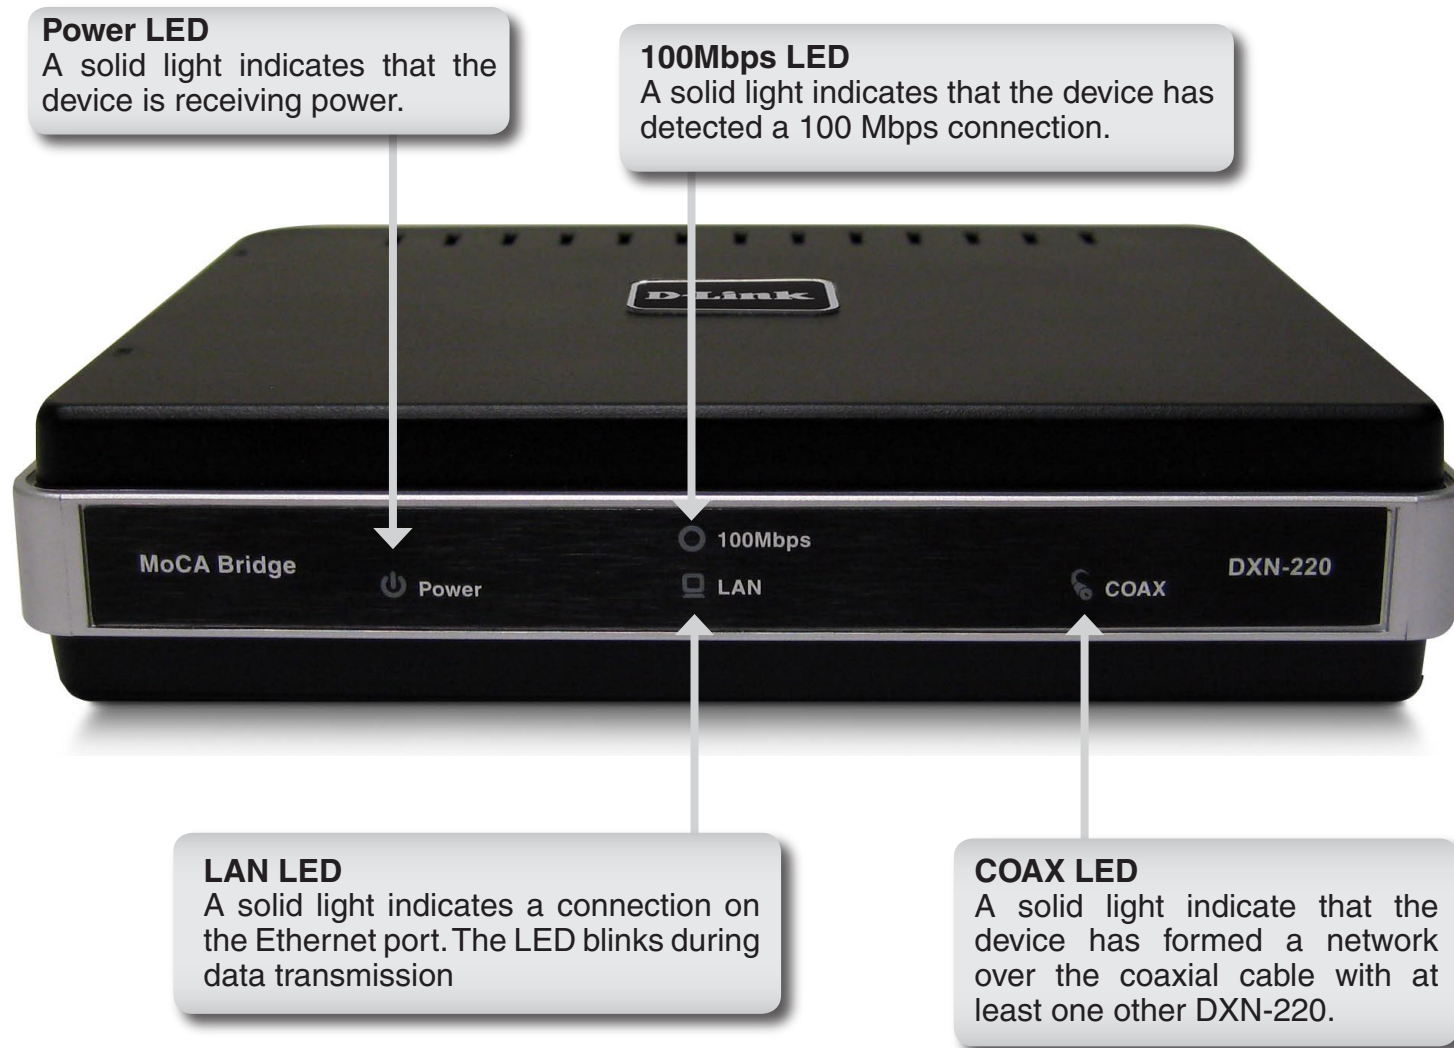 Power LED
A solid light indicates that the
device is receiving power.
100Mbps LED
A solid light indicates that the device has
detected a 100 Mbps connection.
D-Link
100Mbps
MoCA Bridge
Power
LAN
COAX
DXN-220
LAN LED
A solid light indicates a connection on
the Ethernet port. The LED blinks during
data transmission
COAX LED
A solid light indicate that the
device has formed a network
over the coaxial cable with at
least one other DXN-220.